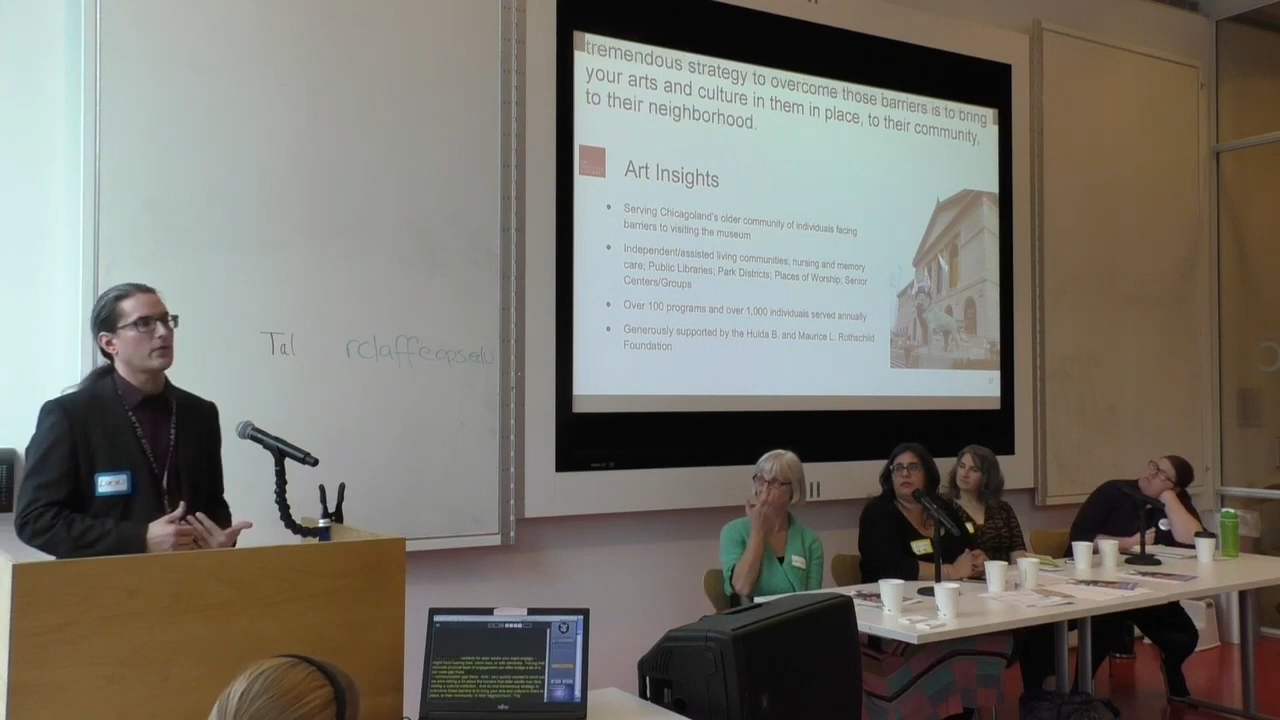 tremendous strategy to overcome those barriers is to bring
your arts and culture in them in place, to their community,
to their neighborhood.
Art Insights
• Serving Chicagoland's older community of individuals facing
barriers to visiting the museum
• Independent/assisted living communities; nursing and memory
care; Public Libraries; Park Districts; Places of Worship; Senior
Centers/Groups
• Over 100 programs and over 1,000 individuals served annually
• Generously supported by the Hulda B. and Maurice L. Rothschild
Foundation
Tal
rclaffeops.edu